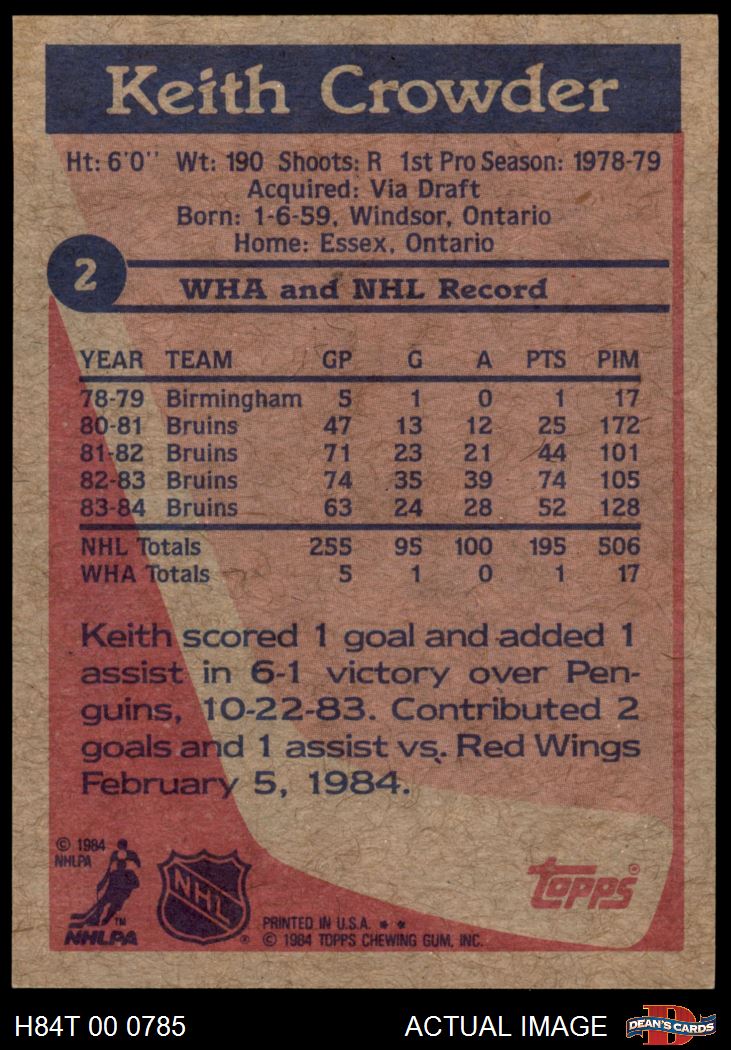 Keith Crowder
Ht: 6'0'' Wt: 190 Shoots: R 1st Pro Season: 1978-79
Acquired: Via Draft
Born: 1-6-59, Windsor, Ontario
Home: Essex, Ontario
2
WHA and NHL Record
YEAR TEAM GP G A PTS PIM
78-79 Birmingham 5 1 0 1 17
80-81 Bruins 47 13 12 25 172
81-82 Bruins 71 23 21 44 101
82-83 Bruins 74 35 39 74 105
83-84 Bruins 63 24 28 52 128
NHL Totals 255 95 100 195 506
WHA Totals 5 1 0 1 17
Keith scored 1 goal and added 1
assist in 6-1 victory over Pen-
guins, 10-22-83. Contributed 2
goals and 1 assist vs. Red Wings
February 5, 1984.
© 1984
NHLPA
TM
NHLPA
NHL
®
PRINTED IN U.S.A. * *
© 1984 TOPPS CHEWING GUM, INC.
topps®
H84T 00 0785
ACTUAL IMAGE
D
DEAN'S CARDS